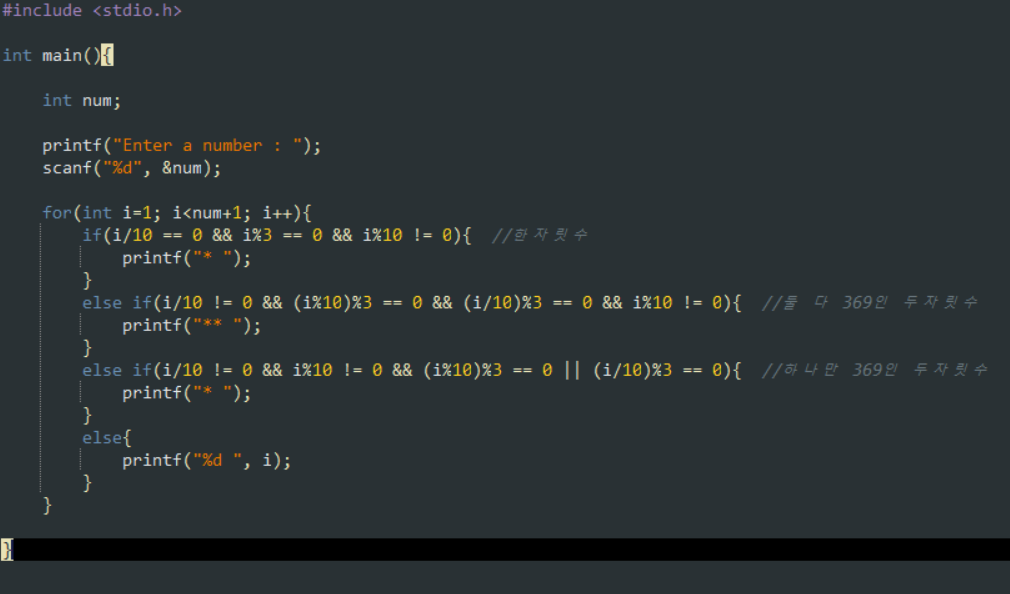 #include <stdio.h>
int main(){
int num;
printf("Enter a number : ");
scanf("%d", &num);
for(int i=1; i<num+1; i++){
if(i/10 == 0 && i%3 == 0 && i%10 != 0){ //한자릿수
printf("* ");
}
else if(i/10 != 0 && (i%10)%3 == 0 && (i/10)%3 == 0 && i%10 != 0){ //둘 다 369인 두자릿수
printf("** ");
}
else if(i/10 != 0 && i%10 != 0 && (i%10)%3 == 0 || (i/10)%3 == 0){ //하나만 369인 두자릿수
printf("* ");
}
else{
printf("%d ", i);
}
}
}